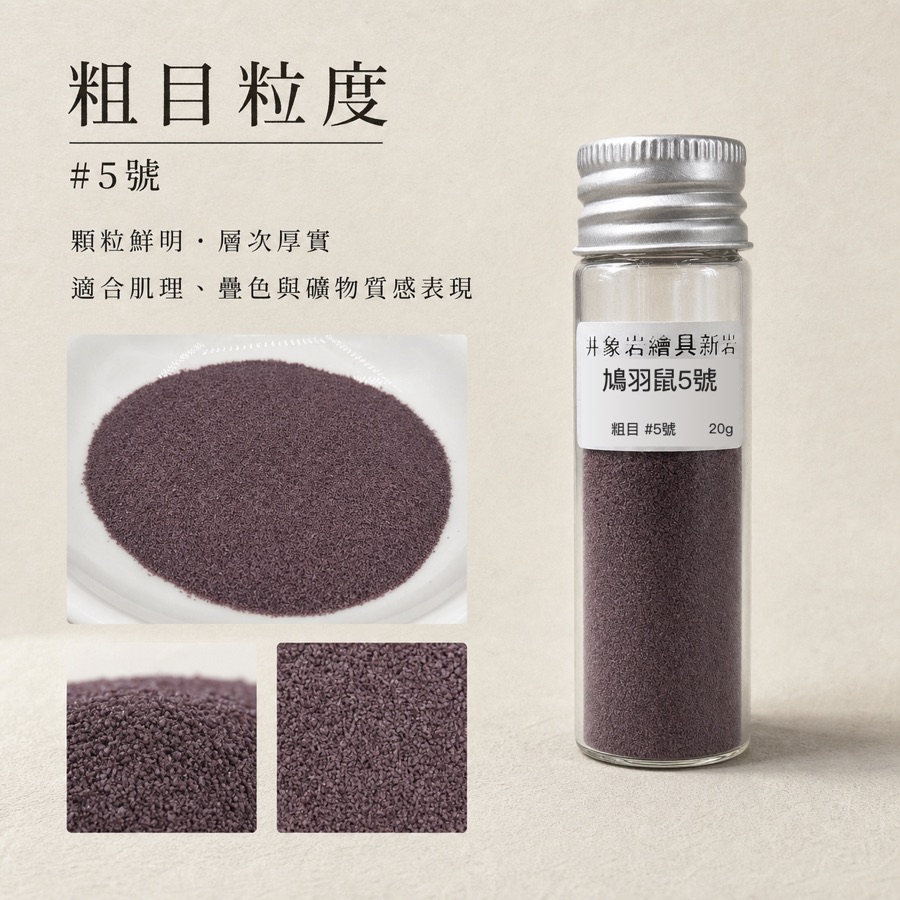 粗目粒度
#5號
顆粒鮮明・層次厚實
適合肌理、疊色與礦物質感表現
井象岩繪具新岩
鳩羽鼠5號
粗目 #5號 20g